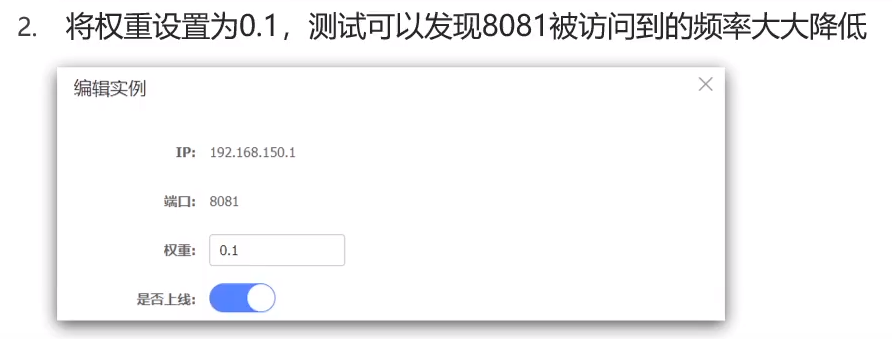 2. 将权重设置为0.1，测试可以发现8081被访问到的频率大大降低
编辑实例
IP: 192.168.150.1
端口: 8081
权重: 0.1
是否上线: